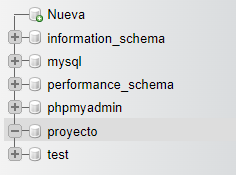 Nueva
information_schema
mysql
performance_schema
phpmyadmin
proyecto
test